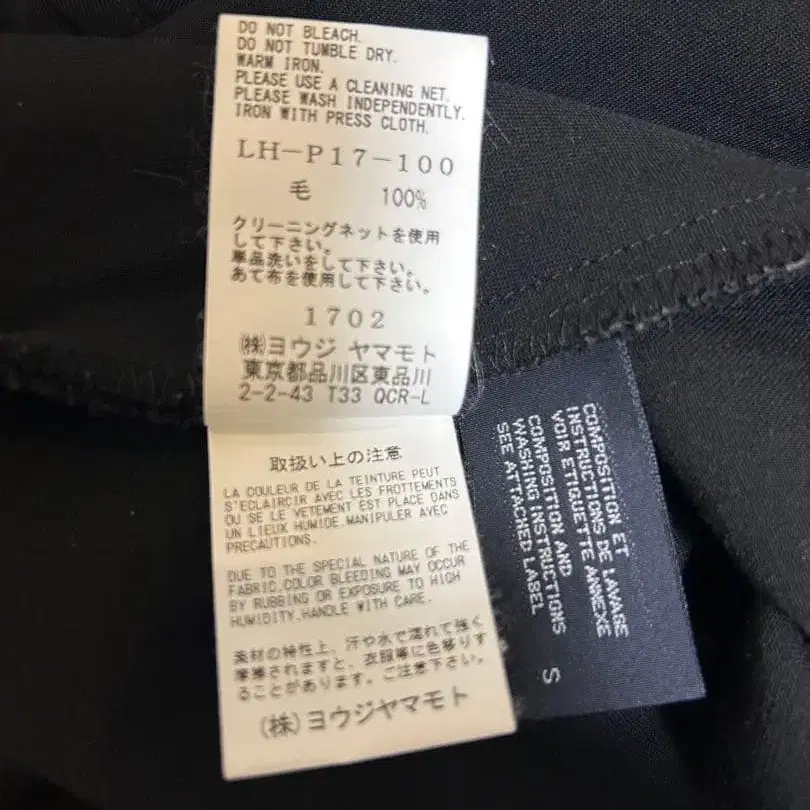 DO NOT BLEACH.
DO NOT TUMBLE DRY.
WARM IRON.
PLEASE USE A CLEANING NET.
PLEASE WASH INDEPENDENTLY.
IRON WITH PRESS CLOTH.
LH-P17-100
毛 100%
クリーニングネットを使用
して下さい。
単品洗いをして下さい。
あて布を使用して下さい。
1702
㈱ヨウジ ヤマモト
東京都品川区東品川
2-2-43 T33 QCR-L
取扱い上の注意
LA COULEUR DE LA TEINTURE PEUT
S'ECLAIRCIR AVEC LES FROTTEMENTS
OU SE LE VETEMENT EST PLACE DANS
UN LIEUX HUMIDE.MANIPULER AVEC
PRECAUTIONS.
DUE TO THE SPECIAL NATURE OF THE
FABRIC,COLOR BLEEDING MAY OCCUR
BY RUBBING OR EXPOSURE TO HIGH
HUMIDITY.HANDLE WITH CARE.
素材の特性上、汗や水で濡れて強く
摩擦されますと、衣服等に色移りす
ることがあります。ご注意下さい。
(株)ヨウジヤマモト
COMPOSITION ET
INSTRUCTIONS DE LAVAGE
VOIR ETIQUETTE ANNEXE
COMPOSITION AND
WASHING INSTRUCTIONS
SEE ATTACHED LABEL
S